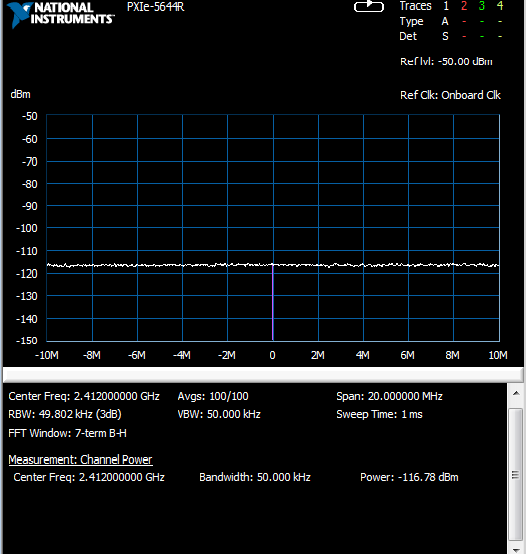 NATIONAL INSTRUMENTS PXIe-5644R Traces 1 2 3 4
Type A - - -
Det S - - -
Ref lvl: -50.00 dBm
dBm Ref Clk: Onboard Clk
-50
-60
-70
-80
-90
-100
-110
-120
-130
-140
-150
-10M -8M -6M -4M -2M 0 2M 4M 6M 8M 10M
Center Freq: 2.412000000 GHz Avgs: 100/100 Span: 20.000000 MHz
RBW: 49.802 kHz (3dB) VBW: 50.000 kHz Sweep Time: 1 ms
FFT Window: 7-term B-H
Measurement: Channel Power
Center Freq: 2.412000000 GHz Bandwidth: 50.000 kHz Power: -116.78 dBm